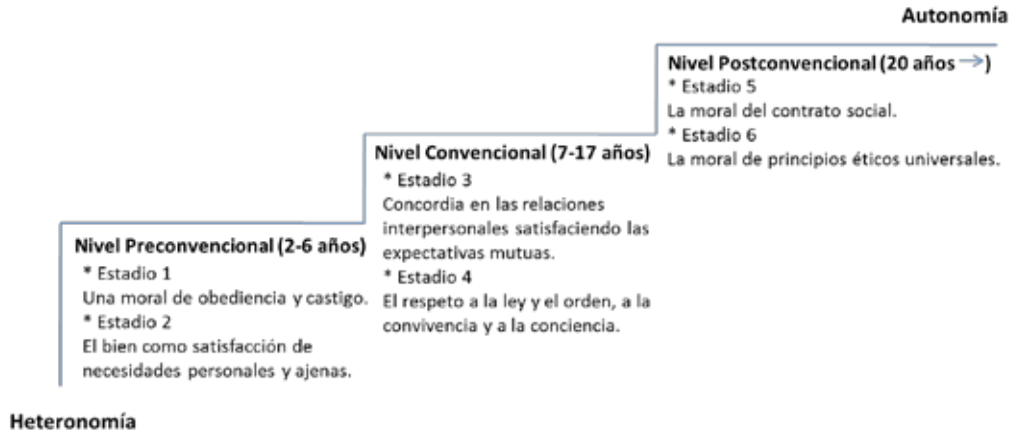 Autonomía
Nivel Postconvencional (20 años →)
* Estadio 5
La moral del contrato social.
* Estadio 6
La moral de principios éticos universales.
Nivel Convencional (7-17 años)
* Estadio 3
Concordia en las relaciones
interpersonales satisfaciendo las
expectativas mutuas.
* Estadio 4
El respeto a la ley y el orden, a la
convivencia y a la conciencia.
Nivel Preconvencional (2-6 años)
* Estadio 1
Una moral de obediencia y castigo.
* Estadio 2
El bien como satisfacción de
necesidades personales y ajenas.
Heteronomía